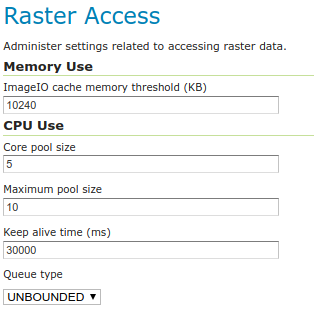 Raster Access
Administer settings related to accessing raster data.
Memory Use
ImageIO cache memory threshold (KB)
10240
CPU Use
Core pool size
5
Maximum pool size
10
Keep alive time (ms)
30000
Queue type
UNBOUNDED